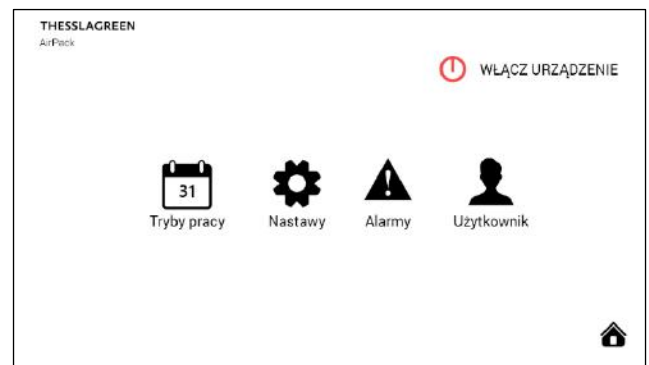 THESSLAGREEN
AirPack
WŁĄCZ URZĄDZENIE
31
Tryby pracy
Nastawy
Alarmy
Użytkownik